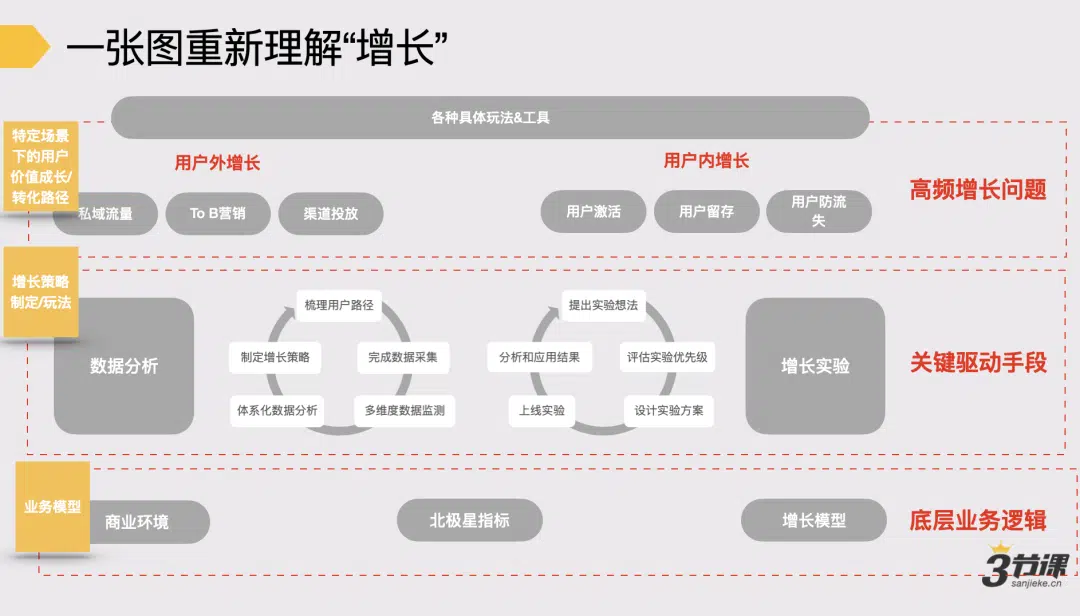 一张图重新理解“增长”
各种具体玩法&工具
特定场景
下的用户
价值成长/
转化路径
用户外增长
用户内增长
高频增长问题
私域流量
To B营销
渠道投放
用户激活
用户留存
用户防流
失
增长策略
制定/玩法
数据分析
梳理用户路径
制定增长策略
完成数据采集
体系化数据分析
多维度数据监测
提出实验想法
分析和应用结果
评估实验优先级
上线实验
设计实验方案
增长实验
关键驱动手段
业务模型
商业环境
北极星指标
增长模型
底层业务逻辑
3节课
sanjieke.cn